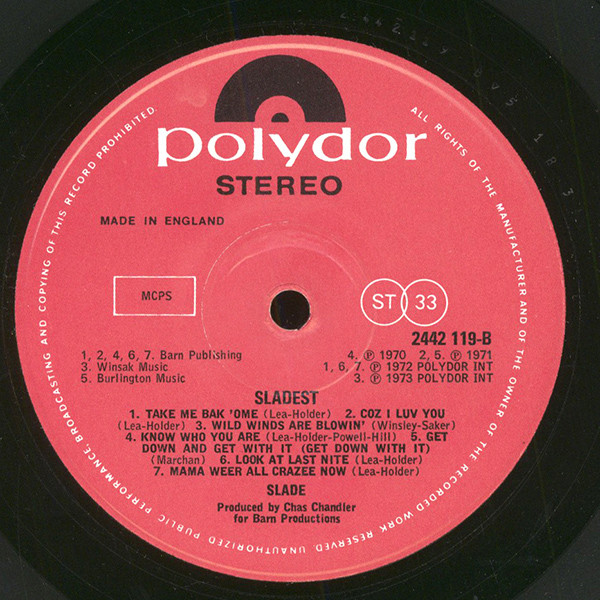 polydor
STEREO
MADE IN ENGLAND
MCPS
ST 33
2442 119-B
1, 2, 4, 6, 7. Barn Publishing
3. Winsak Music
5. Burlington Music
4. ℗ 1970 2, 5. ℗ 1971
1, 6, 7. ℗ 1972 POLYDOR INT
3. ℗ 1973 POLYDOR INT
SLADEST
1. TAKE ME BAK 'OME (Lea-Holder) 2. COZ I LUV YOU
(Lea-Holder) 3. WILD WINDS ARE BLOWIN' (Winsley-Saker)
4. KNOW WHO YOU ARE (Lea-Holder-Powell-Hill) 5. GET
DOWN AND GET WITH IT (GET DOWN WITH IT)
(Marchan) 6. LOOK AT LAST NITE (Lea-Holder)
7. MAMA WEER ALL CRAZEE NOW (Lea-Holder)
SLADE
Produced by Chas Chandler
for Barn Productions
ALL RIGHTS OF THE MANUFACTURER AND OF THE OWNER OF THE RECORDED WORK RESERVED UNAUTHORIZED PUBLIC PERFORMANCE, BROADCASTING AND COPYING OF THIS RECORD PROHIBITED.